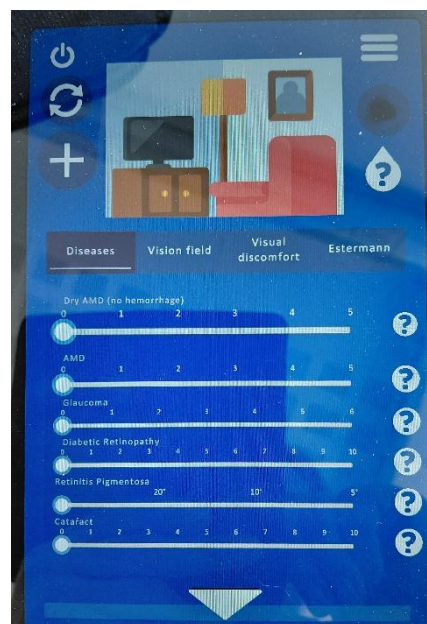 Diseases
Vision field
Visual discomfort
Estermann
Dry AMD (no hemorrhage)
0 1 2 3 4 5
?
AMD
0 1 2 3 4 5
?
Glaucoma
0 1 2 3 4 5 6
?
Diabetic Retinopathy
0 1 2 3 4 5 6 7 8 9 10
?
Retinitis Pigmentosa
20° 10° 5°
?
Cataract
0 1 2 3 4 5 6 7 8 9 10
?